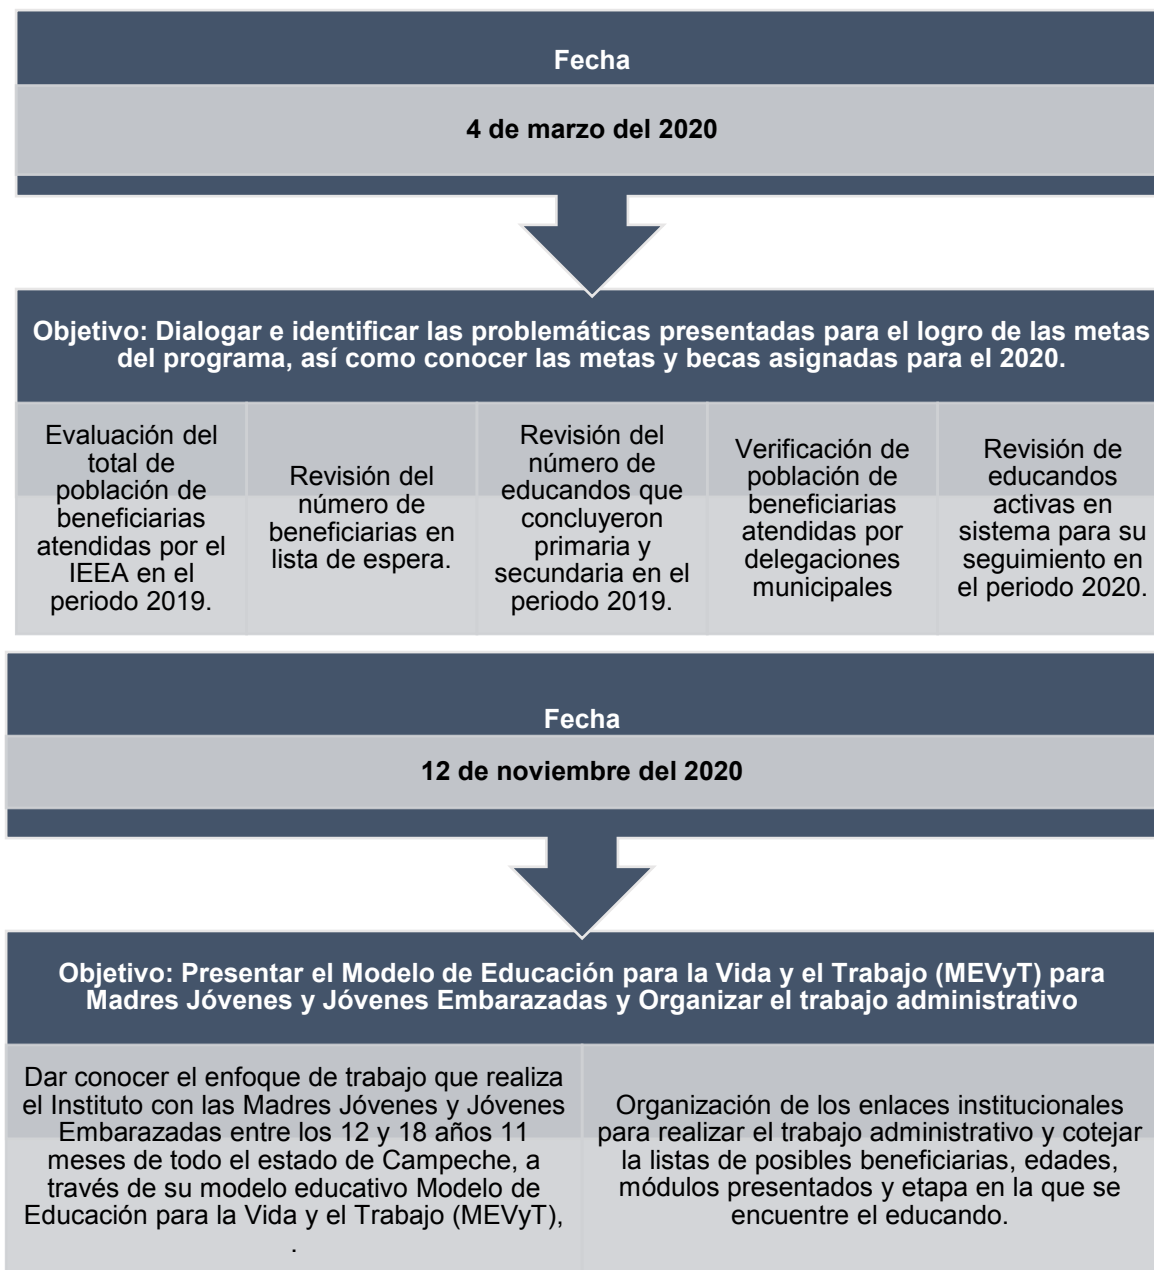 Fecha
4 de marzo del 2020
Objetivo: Dialogar e identificar las problemáticas presentadas para el logro de las metas
del programa, así como conocer las metas y becas asignadas para el 2020.
Evaluación del
total de
población de
beneficiarias
atendidas por el
IEEA en el
periodo 2019.
Revisión del
número de
beneficiarias en
lista de espera.
Revisión del
número de
educandos que
concluyeron
primaria y
secundaria en el
periodo 2019.
Verificación de
población de
beneficiarias
atendidas por
delegaciones
municipales
Revisión de
educandos
activas en
sistema para su
seguimiento en
el periodo 2020.
Fecha
12 de noviembre del 2020
Objetivo: Presentar el Modelo de Educación para la Vida y el Trabajo (MEVyT) para
Madres Jóvenes y Jóvenes Embarazadas y Organizar el trabajo administrativo
Dar conocer el enfoque de trabajo que realiza
el Instituto con las Madres Jóvenes y Jóvenes
Embarazadas entre los 12 y 18 años 11
meses de todo el estado de Campeche, a
través de su modelo educativo Modelo de
Educación para la Vida y el Trabajo (MEVyT),
.
Organización de los enlaces institucionales
para realizar el trabajo administrativo y cotejar
la listas de posibles beneficiarias, edades,
módulos presentados y etapa en la que se
encuentre el educando.